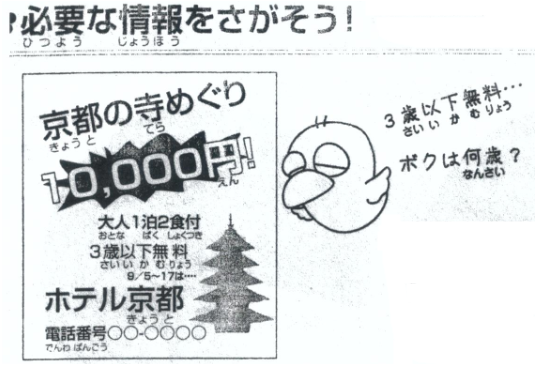 必要な情報をさがそう!
ひつよう じょうほう
京都の寺めぐり
きょうと てら
10,000円!
えん
大人1泊2食付
おとな ぱく しょくつき
3歳以下無料
さい い か むりょう
9/5~17は‥‥
ホテル京都
きょうと
電話番号○○-○○○○
でんわ ばんごう
3歳以下無料…
さい い か む りょう
ボクは何歳?
なんさい